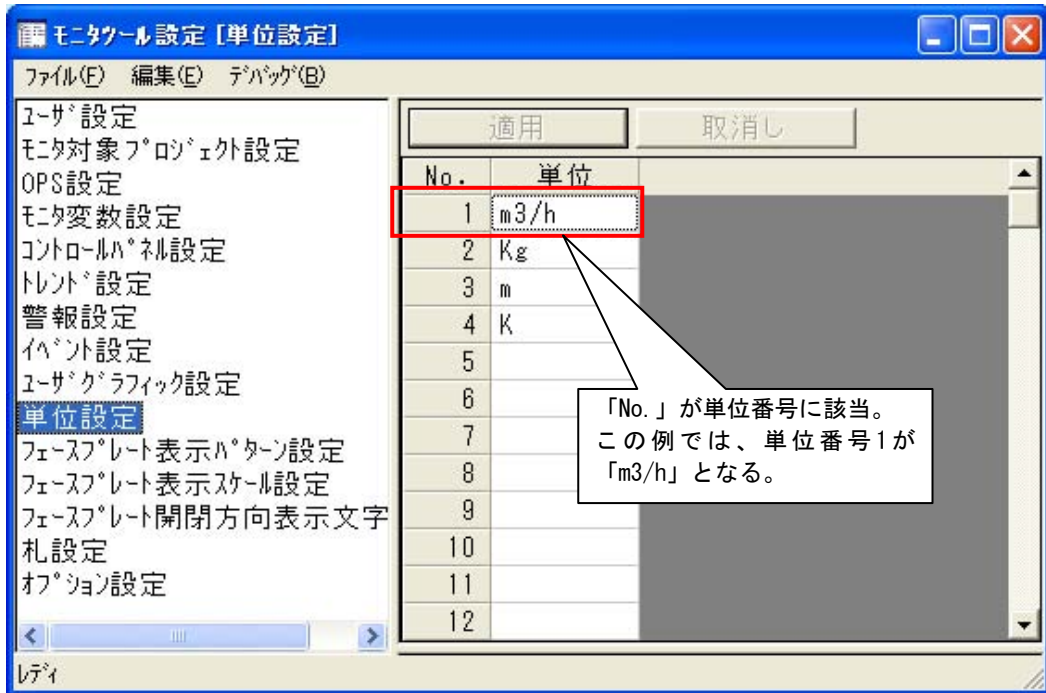 モニタツール設定 [単位設定]
ファイル(F) 編集(E) デバッグ(B)
ユーザ設定
モニタ対象プロジェクト設定
OPS設定
モニタ変数設定
コントロールパネル設定
トレンド設定
警報設定
イベント設定
ユーザグラフィック設定
単位設定
フェースプレート表示パターン設定
フェースプレート表示スケール設定
フェースプレート開閉方向表示文字
札設定
オプション設定
適用 取消し
No. 単位
1 m3/h
2 Kg
3 m
4 K
5
6
7
8
9
10
11
12
「No.」が単位番号に該当。
この例では、単位番号1が
「m3/h」となる。
レディ